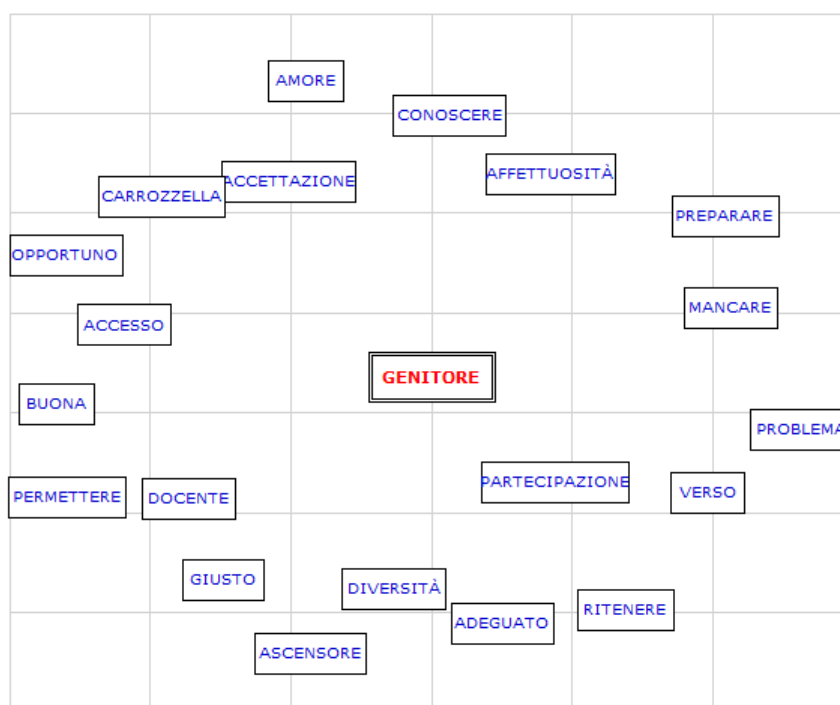 AMORE
CONOSCERE
AFFETTUOSITÀ
ACCETTAZIONE
CARROZZELLA
PREPARARE
OPPORTUNO
MANCARE
ACCESSO
GENITORE
BUONA
PROBLEMA
PARTECIPAZIONE
VERSO
PERMETTERE
DOCENTE
GIUSTO
DIVERSITÀ
RITENERE
ADEGUATO
ASCENSORE